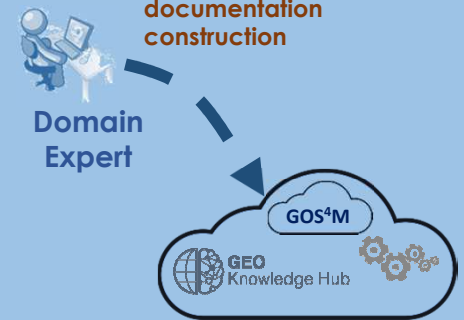 documentation
construction
Domain
Expert
GOS⁴M
GEO
Knowledge Hub